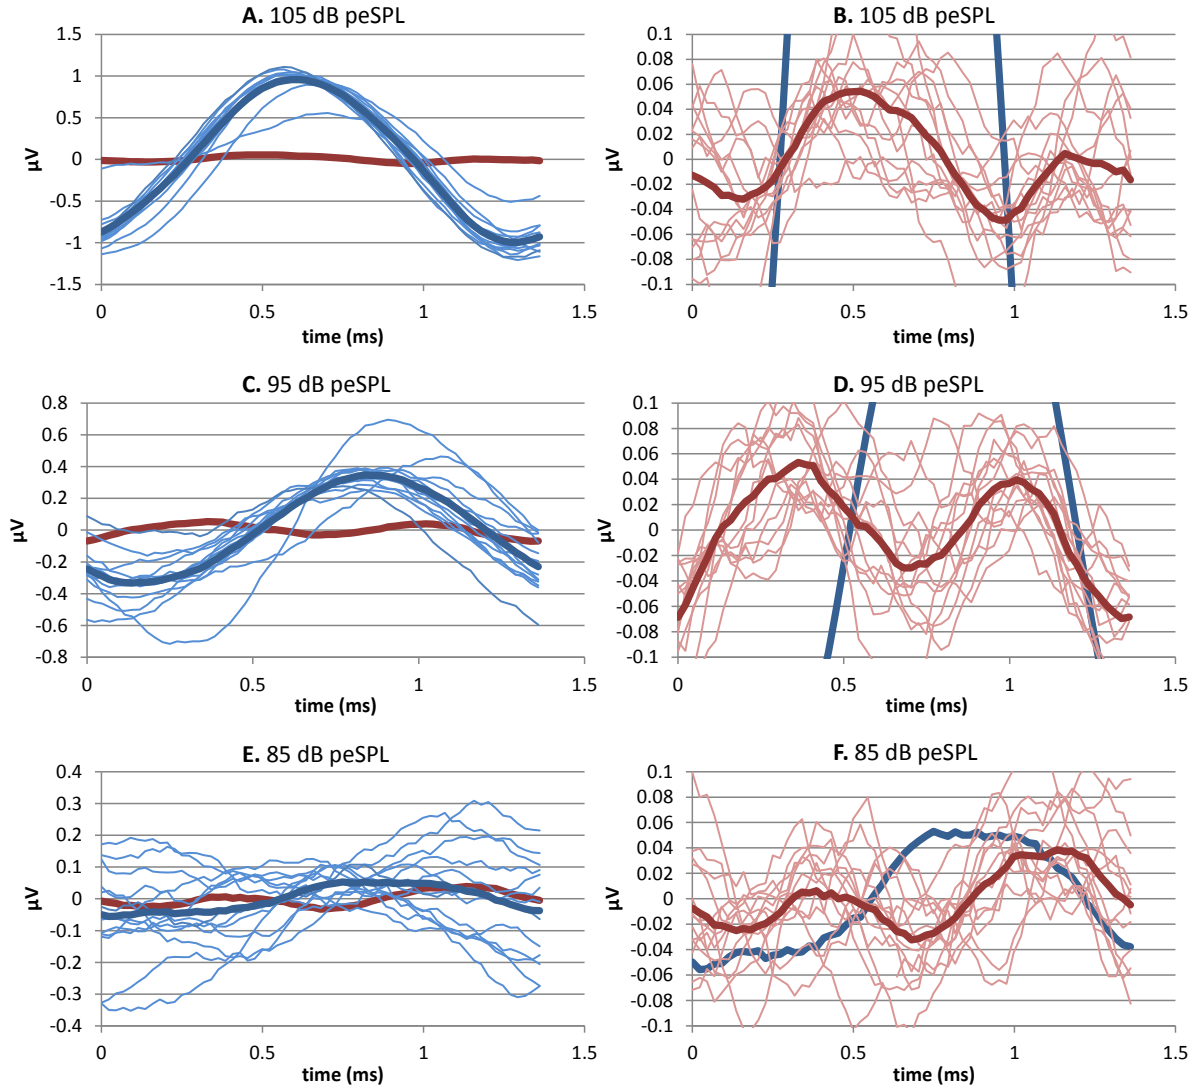 A. 105 dB peSPL
1.5
1
0.5
0
-0.5
-1
-1.5
µV
0 0.5 1 1.5
time (ms)
B. 105 dB peSPL
0.1
0.08
0.06
0.04
0.02
0
-0.02
-0.04
-0.06
-0.08
-0.1
µV
0 0.5 1 1.5
time (ms)
C. 95 dB peSPL
0.8
0.6
0.4
0.2
0
-0.2
-0.4
-0.6
-0.8
µV
0 0.5 1 1.5
time (ms)
D. 95 dB peSPL
0.1
0.08
0.06
0.04
0.02
0
-0.02
-0.04
-0.06
-0.08
-0.1
µV
0 0.5 1 1.5
time (ms)
E. 85 dB peSPL
0.4
0.3
0.2
0.1
0
-0.1
-0.2
-0.3
-0.4
µV
0 0.5 1 1.5
time (ms)
F. 85 dB peSPL
0.1
0.08
0.06
0.04
0.02
0
-0.02
-0.04
-0.06
-0.08
-0.1
µV
0 0.5 1 1.5
time (ms)